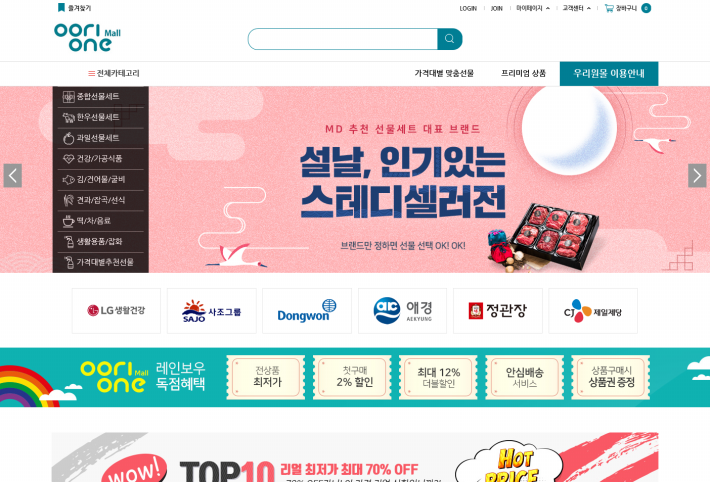 즐겨찾기
LOGIN
JOIN
마이페이지
고객센터
장바구니
0
oori Mall
one
전체카테고리
가격대별 맞춤선물
프리미엄 상품
우리원몰 이용안내
종합선물세트
한우선물세트
과일선물세트
건강/가공식품
김/건어물/굴비
견과/잡곡/선식
떡/차/음료
생활용품/잡화
가격대별추천선물
MD 추천 선물세트 대표 브랜드
설날, 인기있는
스테디셀러전
브랜드만 정하면 선물 선택 OK! OK!
LG생활건강
SAJO 사조그룹
Dongwon
애경
AEKYUNG
정관장
CJ 제일제당
oori Mall
one
레인보우
독점혜택
전상품
최저가
첫구매
2% 할인
최대 12%
더블할인
안심배송
서비스
상품구매시
상품권 증정
WOW!
TOP10
리얼 최저가 최대 70% OFF
HOT
PRICE